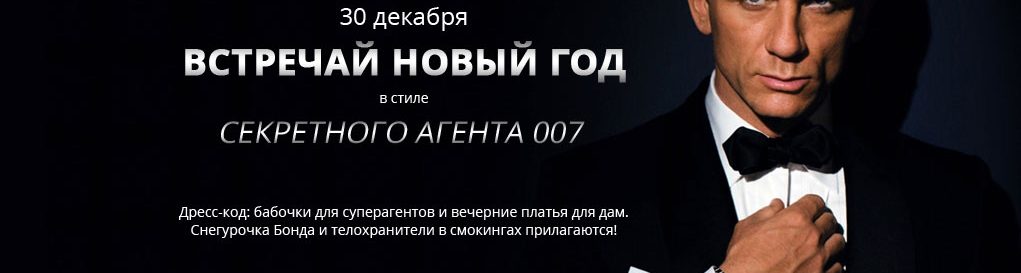 30 декабря
ВСТРЕЧАЙ НОВЫЙ ГОД
в стиле
СЕКРЕТНОГО АГЕНТА 007
Дресс-код: бабочки для суперагентов и вечерние платья для дам.
Снегурочка Бонда и телохранители в смокингах прилагаются!